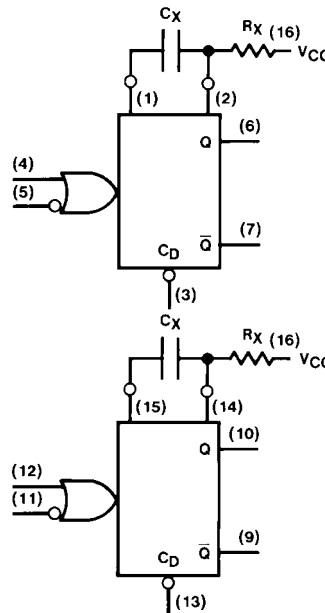 Cx
Rx (16)
VCC
(1) (2)
(4)
(5)
Q (6)
Q̅ (7)
CD
(3)
Cx
Rx (16)
VCC
(15) (14)
(12)
(11)
Q (10)
Q̅ (9)
CD
(13)